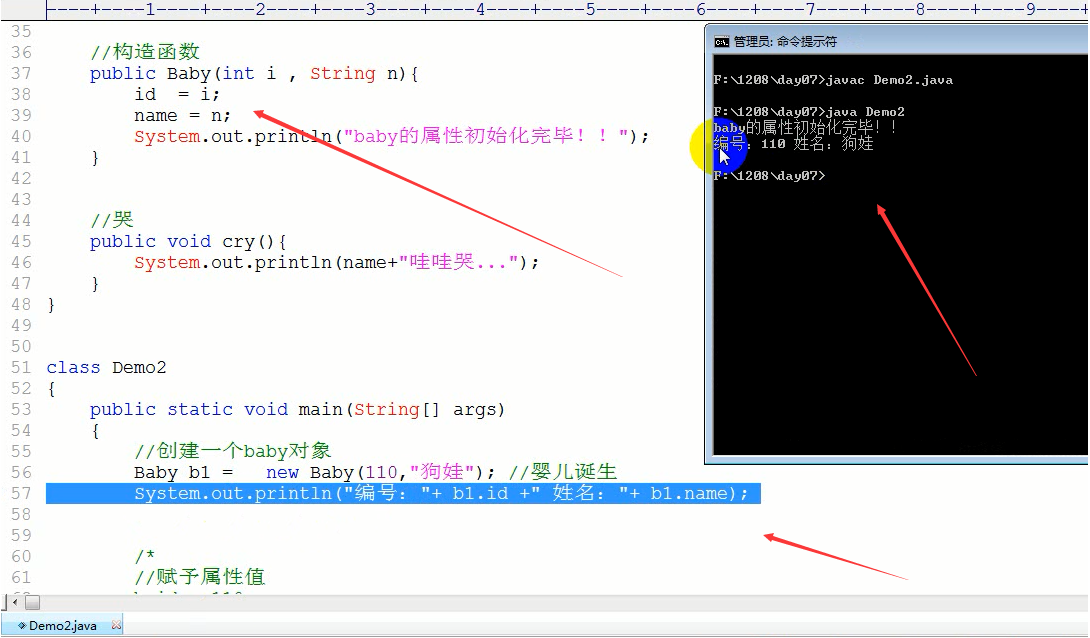 ----+----1----+----2----+----3----+----4----+----5----+----6----+----7----+----8----+----9----+--
35
36 //构造函数
37 public Baby(int i , String n){
38 id = i;
39 name = n;
40 System.out.println("baby的属性初始化完毕！！");
41 }
42
43
44 //哭
45 public void cry(){
46 System.out.println(name+"哇哇哭...");
47 }
48 }
49
50
51 class Demo2
52 {
53 public static void main(String[] args)
54 {
55 //创建一个baby对象
56 Baby b1 = new Baby(110,"狗娃"); //婴儿诞生
57 System.out.println("编号："+ b1.id +" 姓名："+ b1.name);
58
59
60 /*
61 //赋予属性值
Demo2.java
管理员: 命令提示符
F:\1208\day07>javac Demo2.java
F:\1208\day07>java Demo2
baby的属性初始化完毕！！
编号：110 姓名：狗娃
F:\1208\day07>